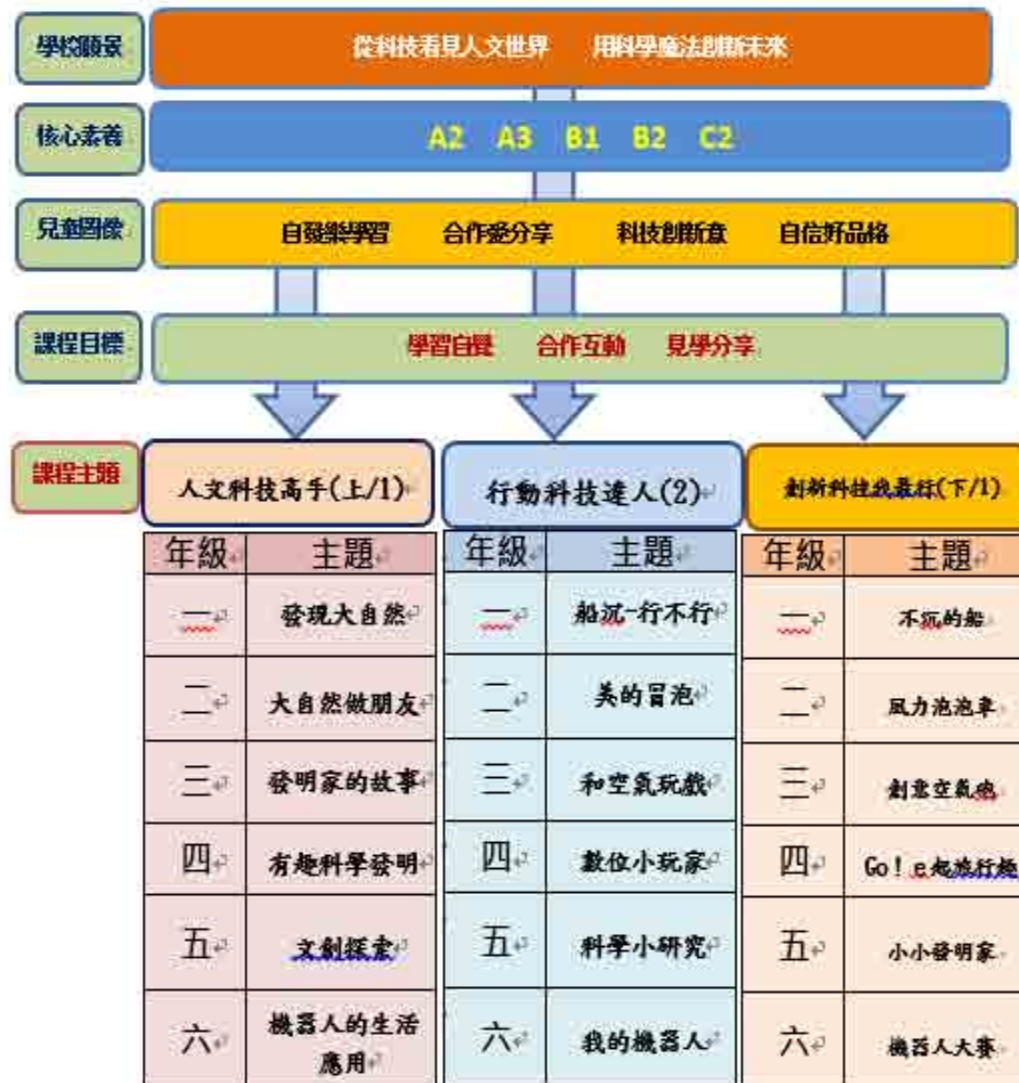 學校願景
從科技看見人文世界 用科學魔法創新未來
核心素養
A2 A3 B1 B2 C2
兒童圖像
自發樂學習 合作愛分享 科技創新意 自信好品格
課程目標
學習自覺 合作互動 見學分享
課程主題
人文科技高手(上/1)
行動科技達人(2)
創新科技我最行(下/1)
年級 主題
一 發現大自然
二 大自然做朋友
三 發明家的故事
四 有趣科學發明
五 文創探索
六 機器人的生活
應用
年級 主題
一 船沉-行不行
二 美的冒泡
三 和空氣玩戲
四 數位小玩家
五 科學小研究
六 我的機器人
年級 主題
一 不沉的船
二 風力泡泡車
三 創意空氣砲
四 Go! e起旅行趣
五 小小發明家
六 機器人大賽